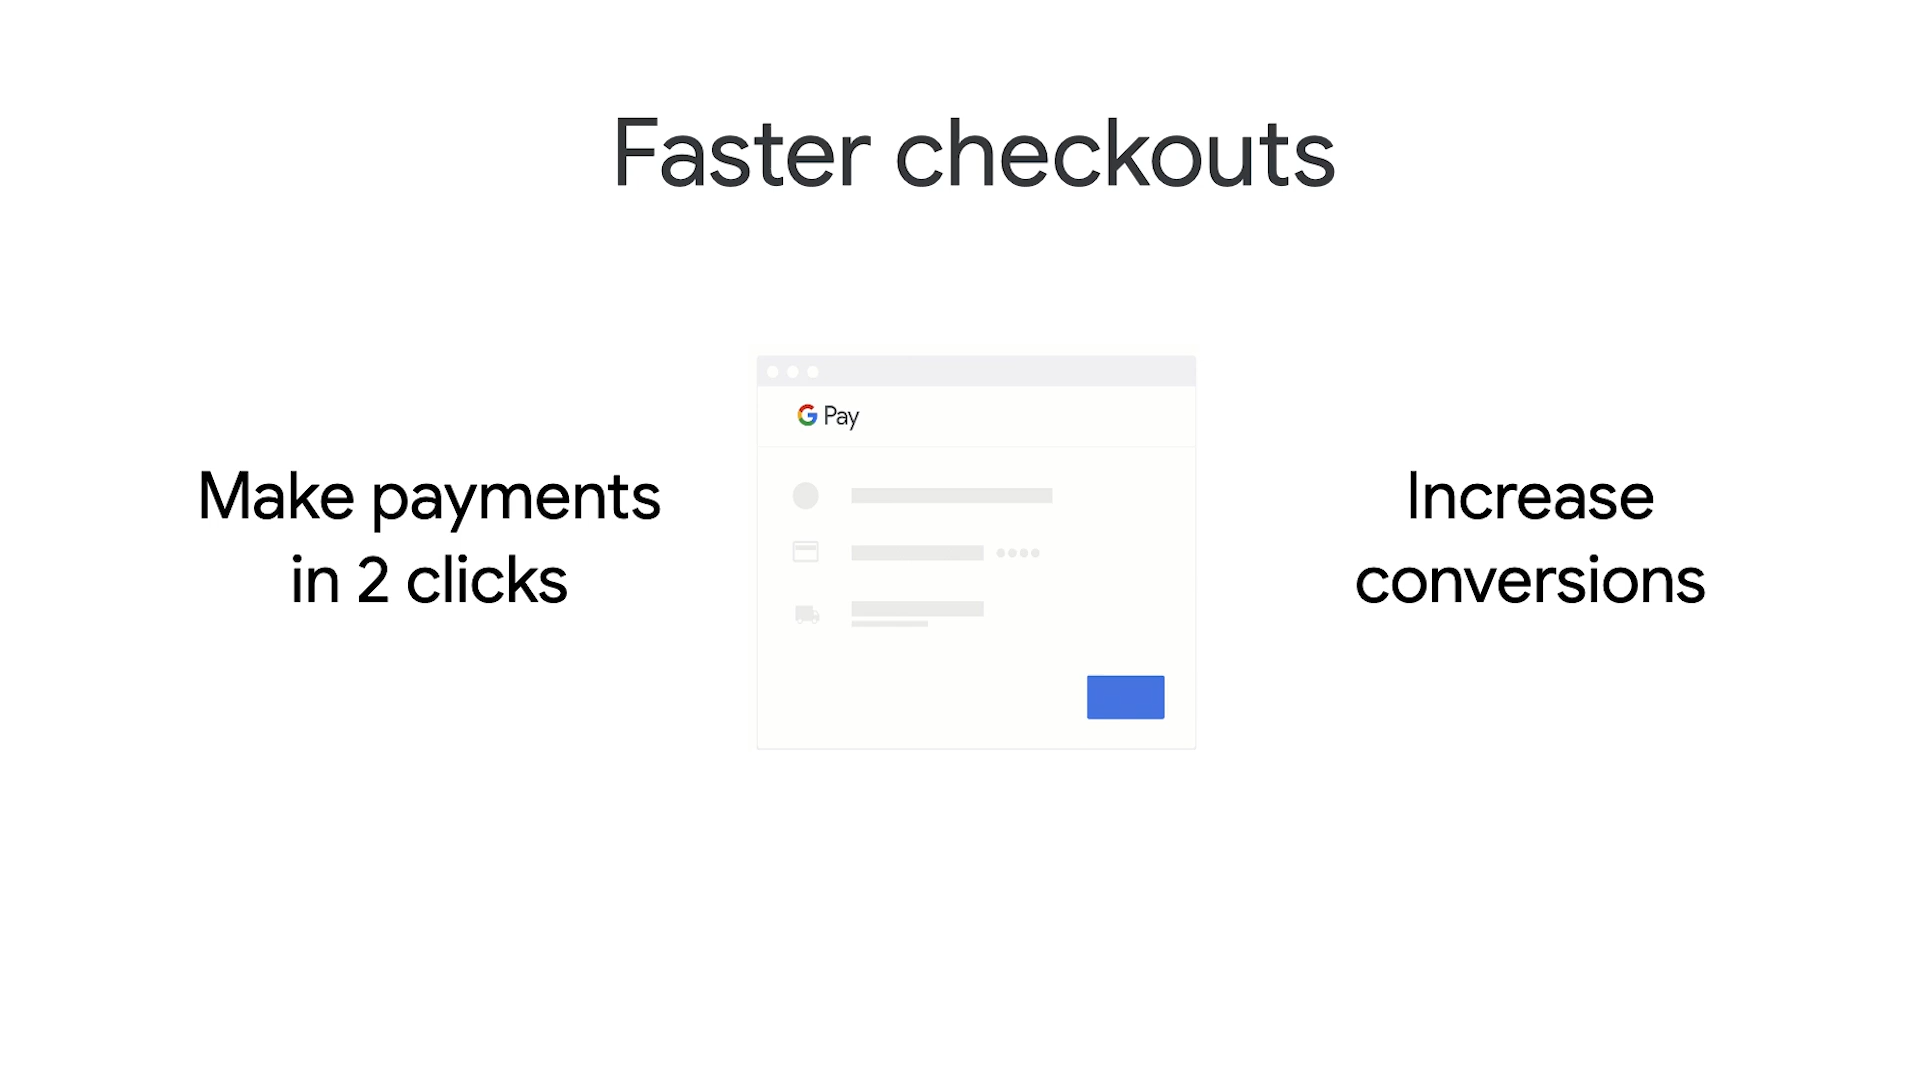 Faster checkouts
Make payments
in 2 clicks
G Pay
Increase
conversions